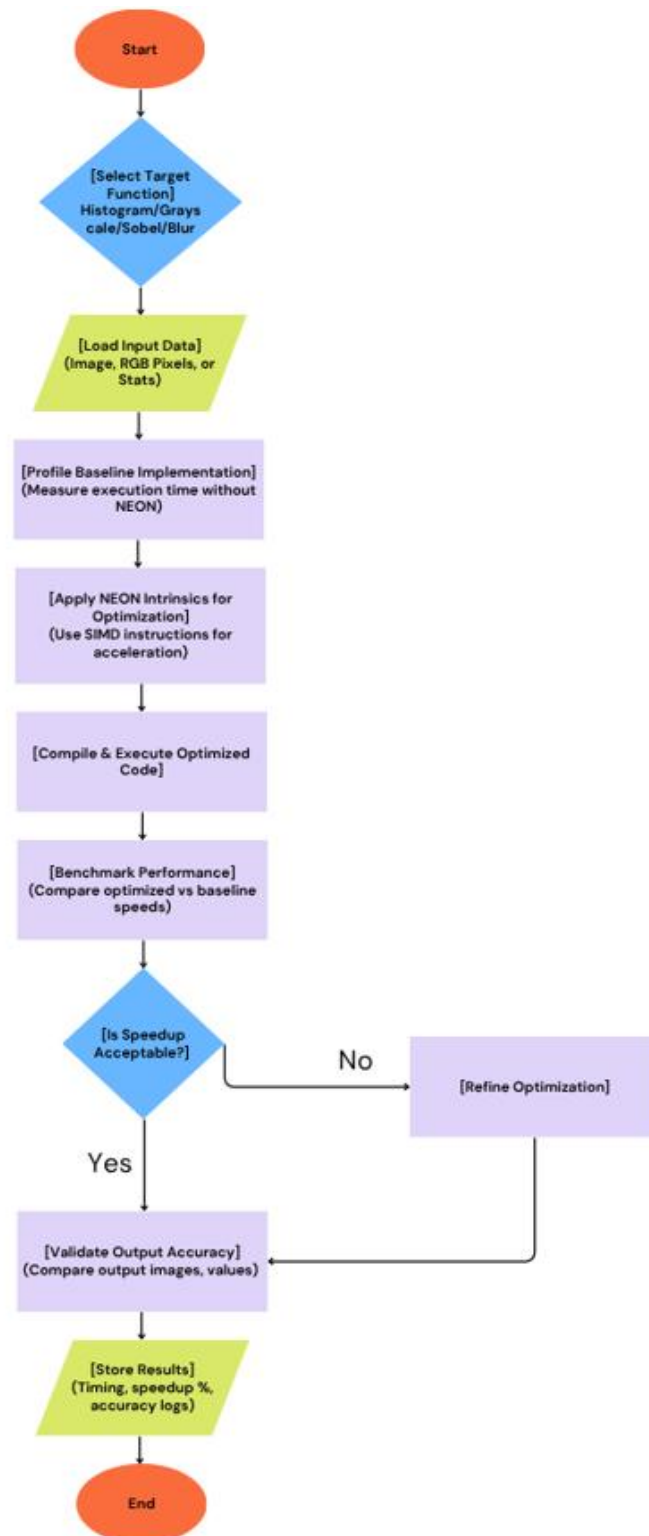 Start
[Select Target
Function]
Histogram/Grays
cale/Sobel/Blur
[Load Input Data]
(Image, RGB Pixels, or
Stats)
[Profile Baseline Implementation]
(Measure execution time without
NEON)
[Apply NEON Intrinsics for
Optimization]
(Use SIMD instructions for
acceleration)
[Compile & Execute Optimized
Code]
[Benchmark Performance]
(Compare optimized vs baseline
speeds)
[Is Speedup
Acceptable?]
No
[Refine Optimization]
Yes
[Validate Output Accuracy]
(Compare output images, values)
[Store Results]
(Timing, speedup %,
accuracy logs)
End